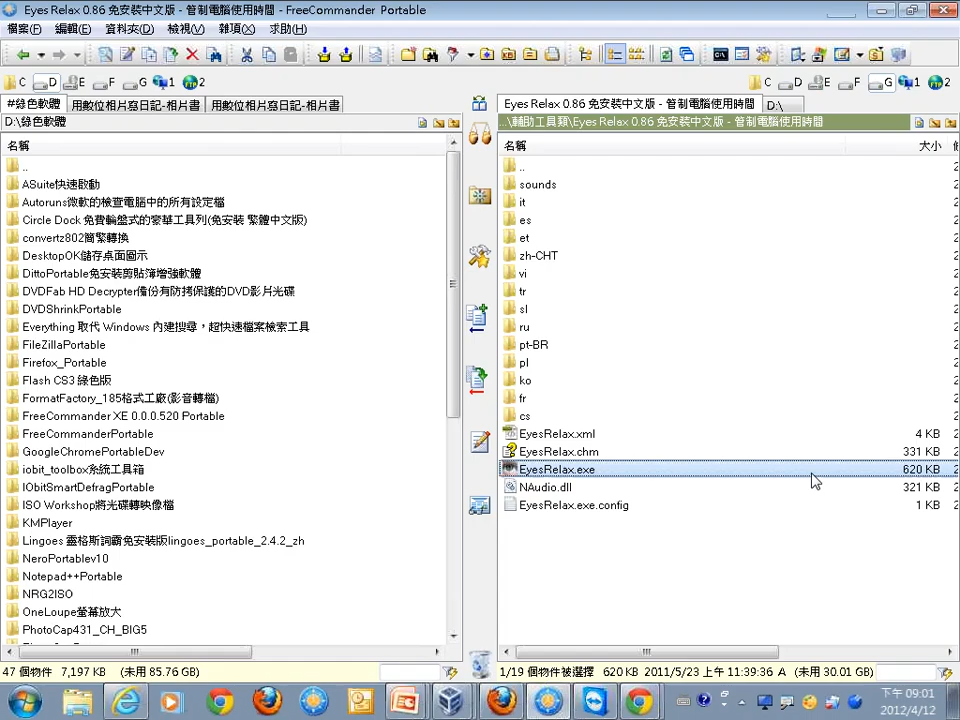 Eyes Relax 0.86 免安裝中文版 - 管制電腦使用時間 - FreeCommander Portable
檔案(F) 編輯(E) 資料夾(D) 檢視(V) 雜項(X) 求助(H)
C D E F G 1 2
C D E F G 1 2
#綠色軟體 用數位相片寫日記-相片書 用數位相片寫日記-相片書
Eyes Relax 0.86 免安裝中文版 - 管制電腦使用時間 D:\
D:\綠色軟體
...\輔助工具類\Eyes Relax 0.86 免安裝中文版 - 管制電腦使用時間
名稱
..
ASuite快速啟動
Autoruns微軟的檢查電腦中的所有設定檔
Circle Dock 免費輪盤式的豪華工具列(免安裝 繁體中文版)
convertz802簡繁轉換
DesktopOK儲存桌面圖示
DittoPortable免安裝剪貼簿增強軟體
DVDFab HD Decrypter備份有防拷保護的DVD影片光碟
DVDShrinkPortable
Everything 取代 Windows 內建搜尋，超快速檔案檢索工具
FileZillaPortable
Firefox_Portable
Flash CS3 綠色版
FormatFactory_185格式工廠(影音轉檔)
FreeCommander XE 0.0.0.520 Portable
FreeCommanderPortable
GoogleChromePortableDev
iobit_toolbox系統工具箱
IObitSmartDefragPortable
ISO Workshop將光碟轉映像檔
KMPlayer
Lingoes 靈格斯詞霸免安裝版lingoes_portable_2.4.2_zh
NeroPortablev10
Notepad++Portable
NRG2ISO
OneLoupe螢幕放大
PhotoCap431_CH_BIG5
名稱 大小
..
sounds
it
es
et
zh-CHT
vi
tr
sl
ru
pt-BR
pl
ko
fr
cs
EyesRelax.xml 4 KB
EyesRelax.chm 331 KB
EyesRelax.exe 620 KB
NAudio.dll 321 KB
EyesRelax.exe.config 1 KB
47 個物件 7,197 KB (未用 85.76 GB)
1/19 個物件被選擇 620 KB 2011/5/23 上午 11:39:36 A (未用 30.01 GB)
下午 09:01
2012/4/12